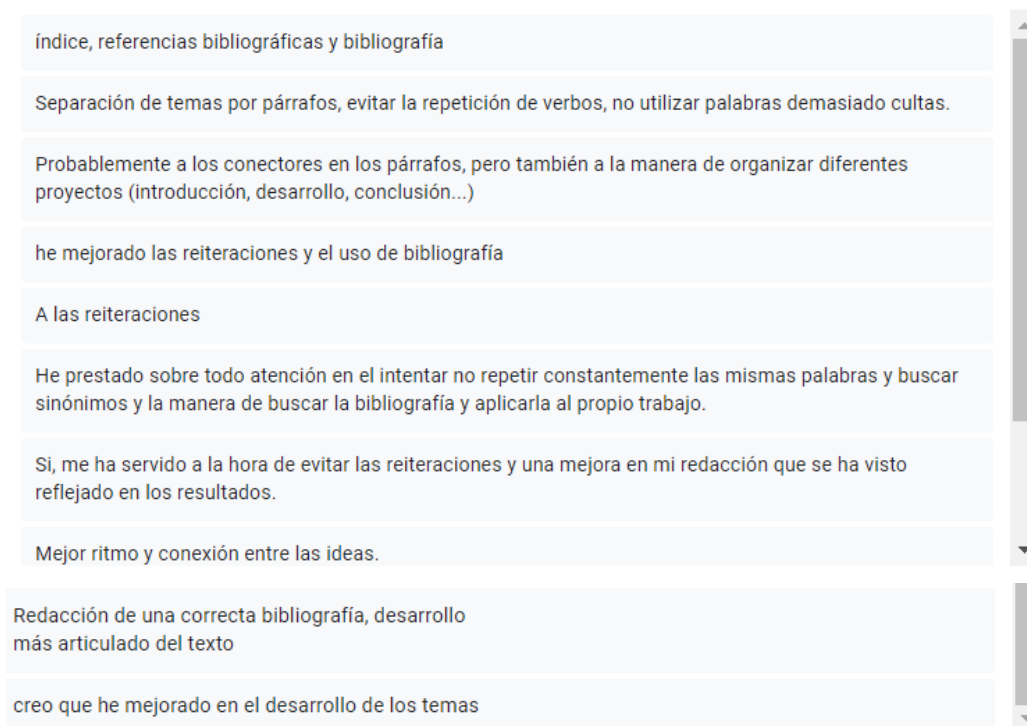 índice, referencias bibliográficas y bibliografía
Separación de temas por párrafos, evitar la repetición de verbos, no utilizar palabras demasiado cultas.
Probablemente a los conectores en los párrafos, pero también a la manera de organizar diferentes
proyectos (introducción, desarrollo, conclusión...)
he mejorado las reiteraciones y el uso de bibliografía
A las reiteraciones
He prestado sobre todo atención en el intentar no repetir constantemente las mismas palabras y buscar
sinónimos y la manera de buscar la bibliografía y aplicarla al propio trabajo.
Si, me ha servido a la hora de evitar las reiteraciones y una mejora en mi redacción que se ha visto
reflejado en los resultados.
Mejor ritmo y conexión entre las ideas.
Redacción de una correcta bibliografía, desarrollo
más articulado del texto
creo que he mejorado en el desarrollo de los temas